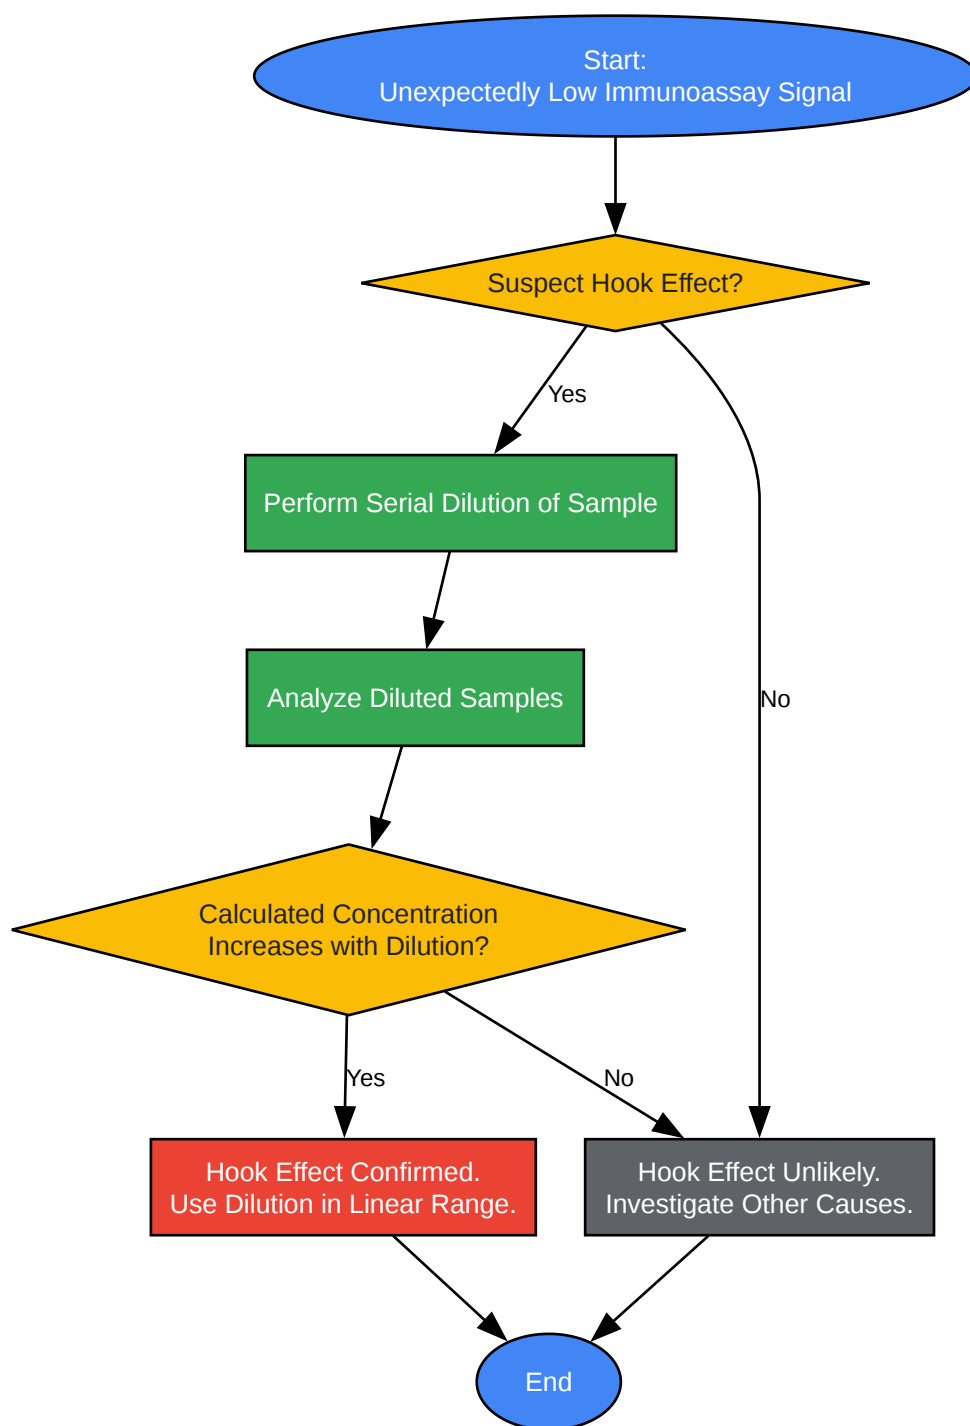 Start:
Unexpectedly Low Immunoassay Signal
Suspect Hook Effect?
Yes
Perform Serial Dilution of Sample
Analyze Diluted Samples
No
Calculated Concentration
Increases with Dilution?
Yes
No
Hook Effect Confirmed.
Use Dilution in Linear Range.
Hook Effect Unlikely.
Investigate Other Causes.
End